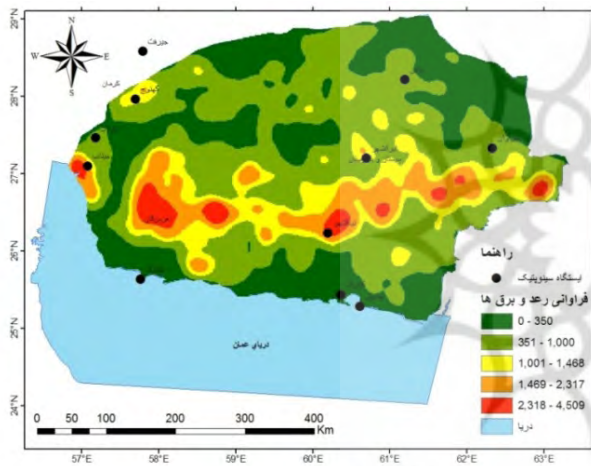 29°N
28°N
27°N
26°N
25°N
24°N
N
W E
S
جیرفت
کرمان
کهنوج
دریای عمان
راهنما
ایستگاه سینوپتیک
فراوانی رعد و برق ها
0 - 350
351 - 1,000
1,001 - 1,468
1,469 - 2,317
2,318 - 4,509
دریا
0 50 100 200 300 400
Km
57°E 58°E 59°E 60°E 61°E 62°E 63°E